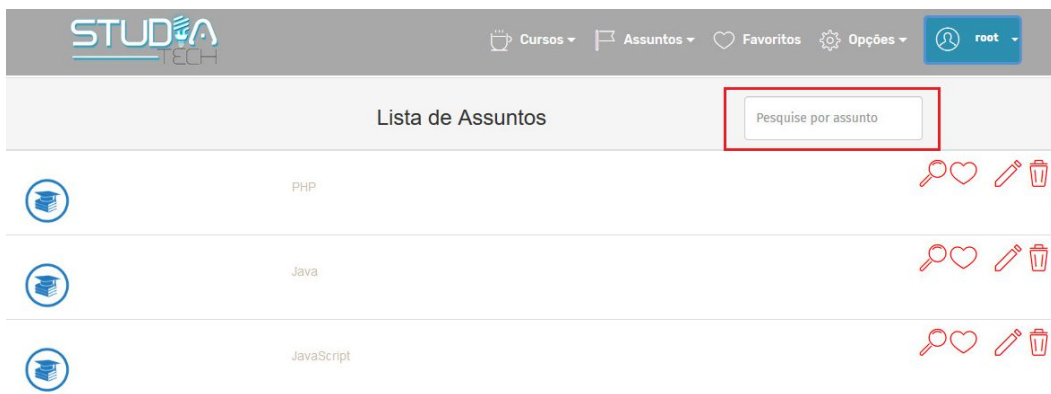 STUDIA
TECH
Cursos
Assuntos
Favoritos
Opções
root
Lista de Assuntos
Pesquise por assunto
PHP
Java
JavaScript